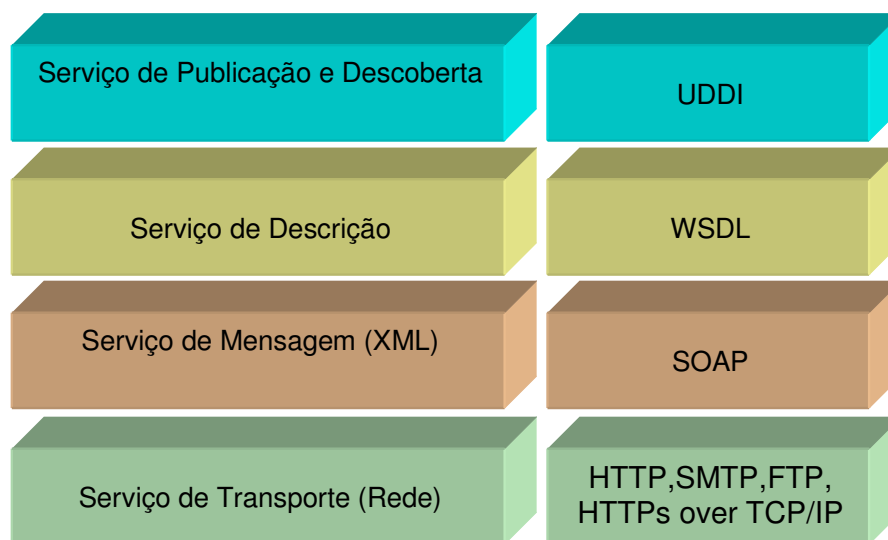 Serviço de Publicação e Descoberta
UDDI
Serviço de Descrição
WSDL
Serviço de Mensagem (XML)
SOAP
Serviço de Transporte (Rede)
HTTP,SMTP,FTP,
HTTPs over TCP/IP